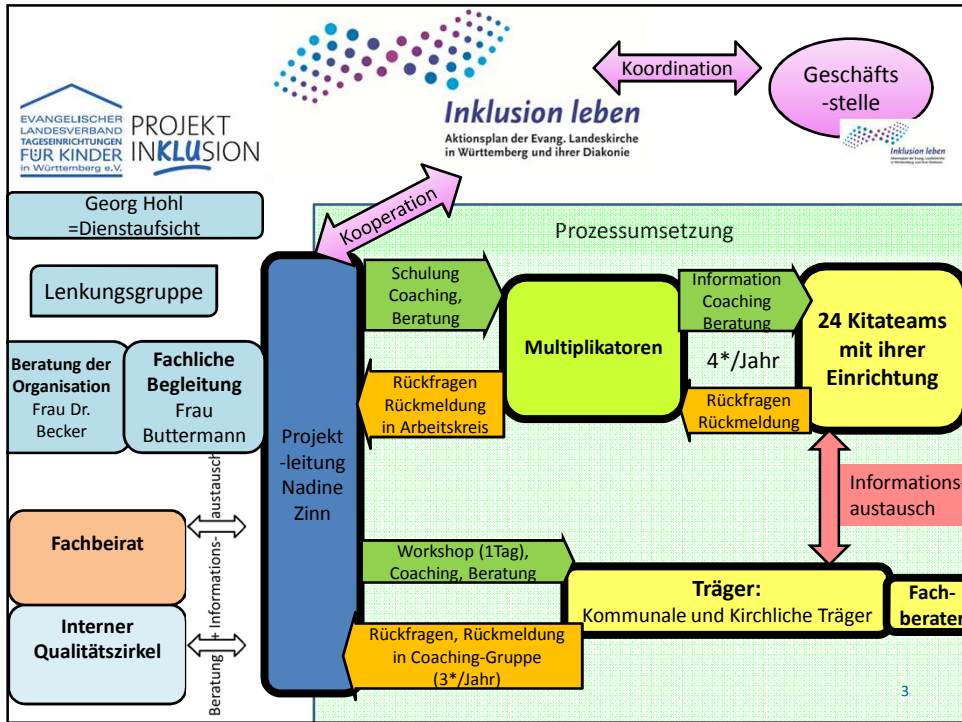 EVANGELISCHER
LANDESVERBAND
TAGESEINRICHTUNGEN
FÜR KINDER
in Württemberg e.V.
PROJEKT
INKLUSION
Inklusion leben
Aktionsplan der Evang. Landeskirche
in Württemberg und ihrer Diakonie
Koordination
Geschäfts
-stelle
Inklusion leben
Georg Hohl
=Dienstaufsicht
Kooperation
Prozessumsetzung
Lenkungsgruppe
Schulung
Coaching,
Beratung
Multiplikatoren
Information
Coaching
Beratung
4*/Jahr
24 Kitateams
mit ihrer
Einrichtung
Beratung der
Organisation
Frau Dr.
Becker
Fachliche
Begleitung
Frau
Buttermann
Rückfragen
Rückmeldung
in Arbeitskreis
Rückfragen
Rückmeldung
Projekt
-leitung
Nadine
Zinn
Informations-
austausch
Fachbeirat
Interner
Qualitätszirkel
Beratung + Informations-
austausch
Workshop (1Tag),
Coaching, Beratung
Träger:
Kommunale und Kirchliche Träger
Fach-
berater
Rückfragen, Rückmeldung
in Coaching-Gruppe
(3*/Jahr)
3